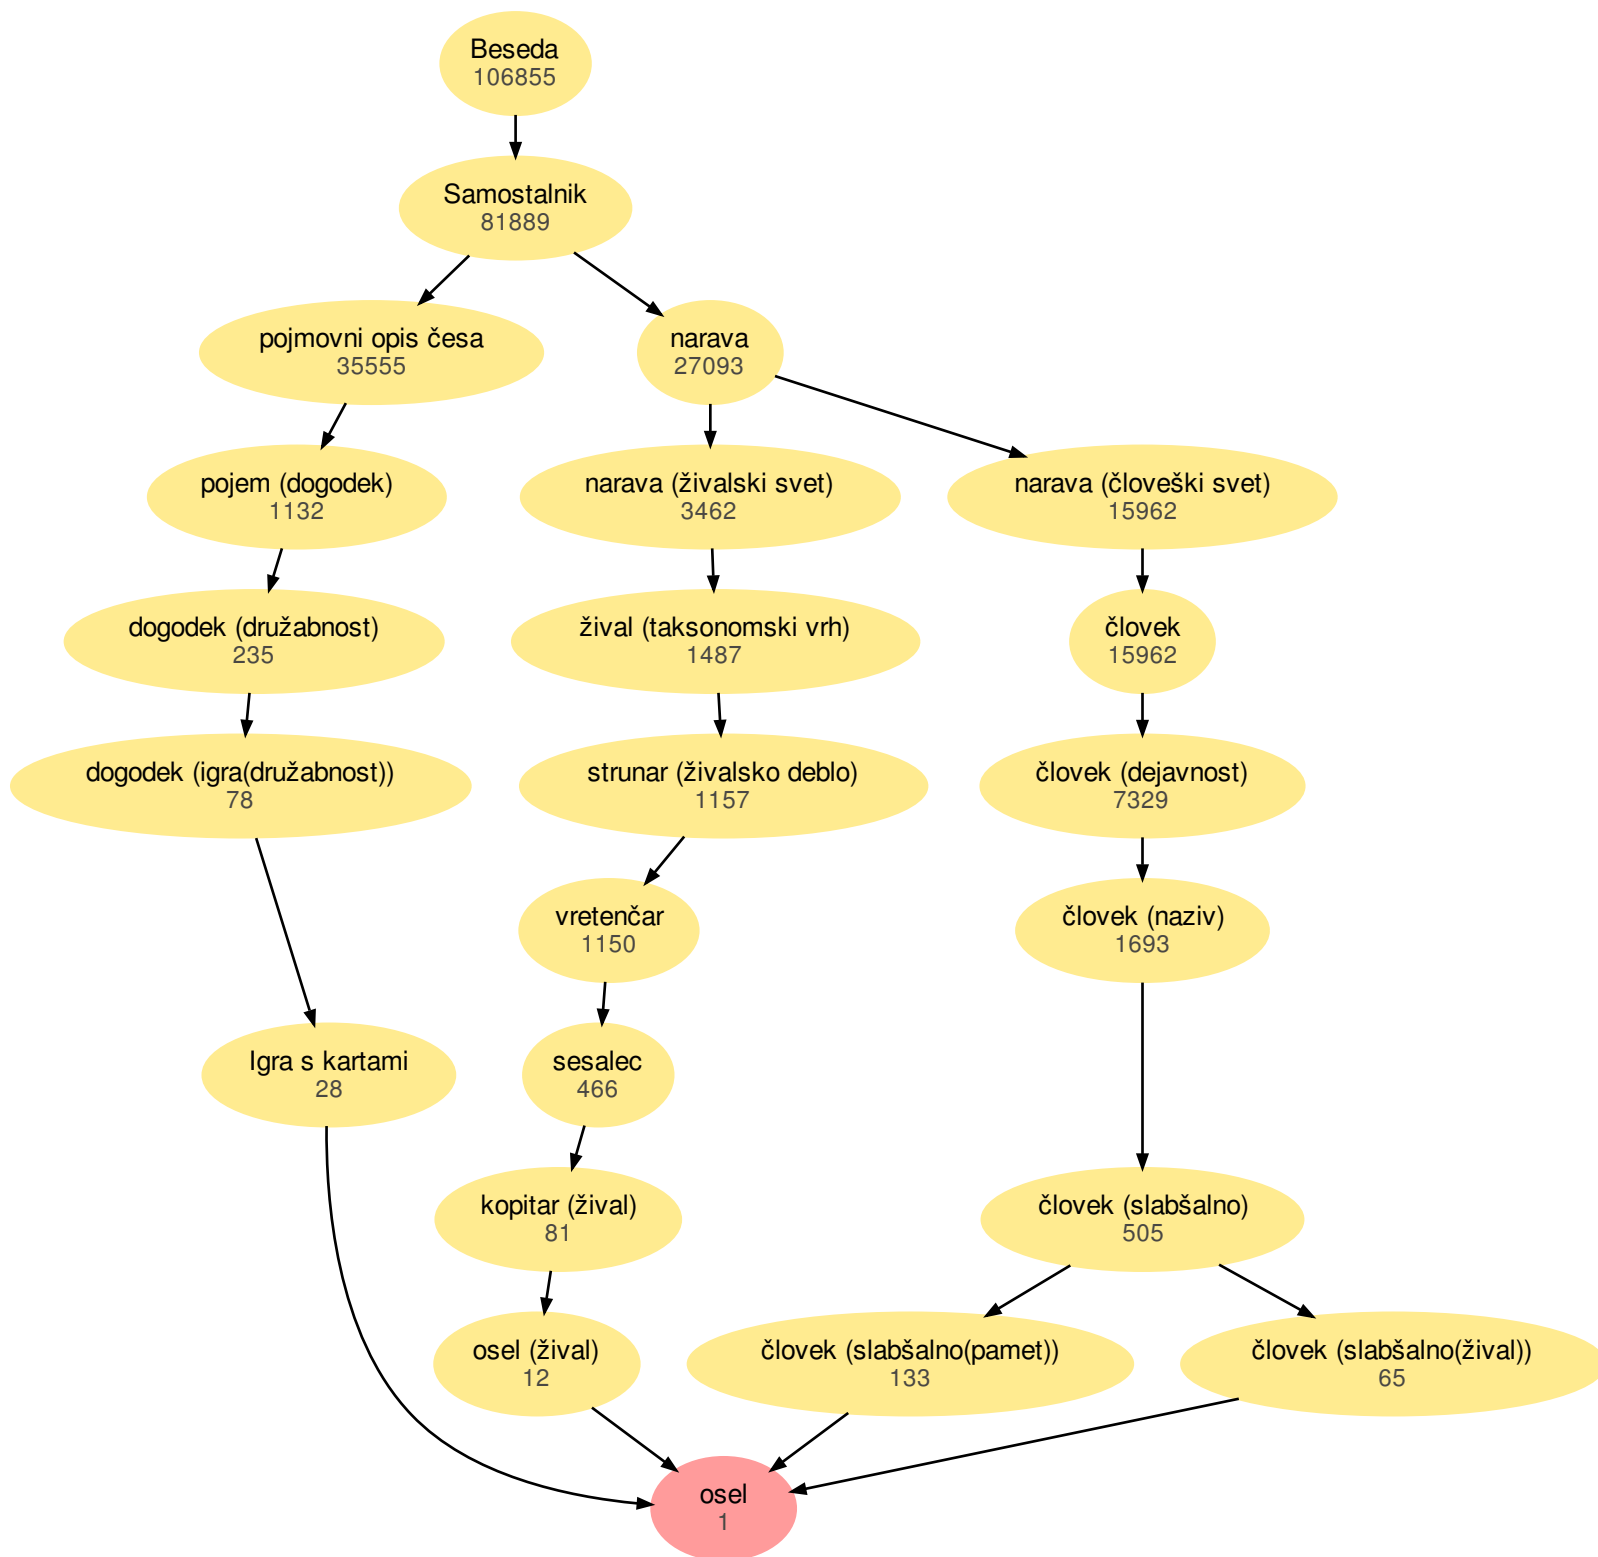 Beseda
106855
Samostalnik
81889
pojmovni opis česa
35555
narava
27093
pojem (dogodek)
1132
narava (živalski svet)
3462
narava (človeški svet)
15962
dogodek (družabnost)
235
žival (taksonomski vrh)
1487
človek
15962
dogodek (igra(družabnost))
78
strunar (živalsko deblo)
1157
človek (dejavnost)
7329
vretenčar
1150
človek (naziv)
1693
Igra s kartami
28
sesalec
466
kopitar (žival)
81
človek (slabšalno)
505
osel (žival)
12
človek (slabšalno(pamet))
133
človek (slabšalno(žival))
65
osel
1